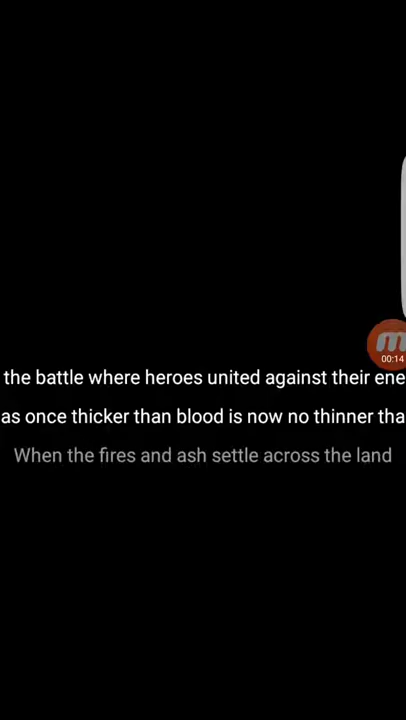 the battle where heroes united against their ene
as once thicker than blood is now no thinner tha
When the fires and ash settle across the land
00:14